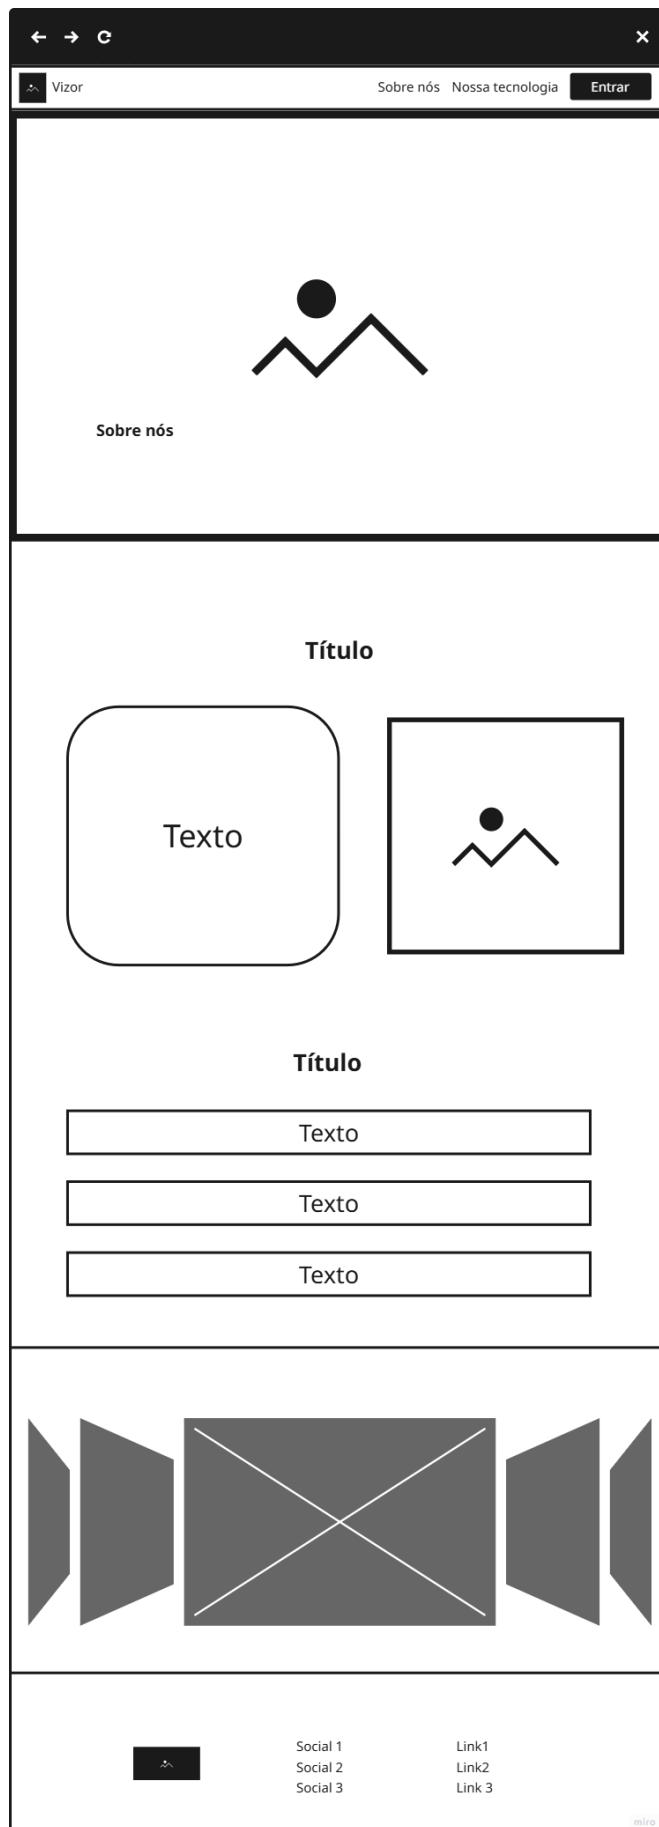 Vizor
Sobre nós Nossa tecnologia Entrar
Sobre nós
Título
Texto
Título
Texto
Texto
Texto
Social 1
Social 2
Social 3
Link1
Link2
Link 3
miro